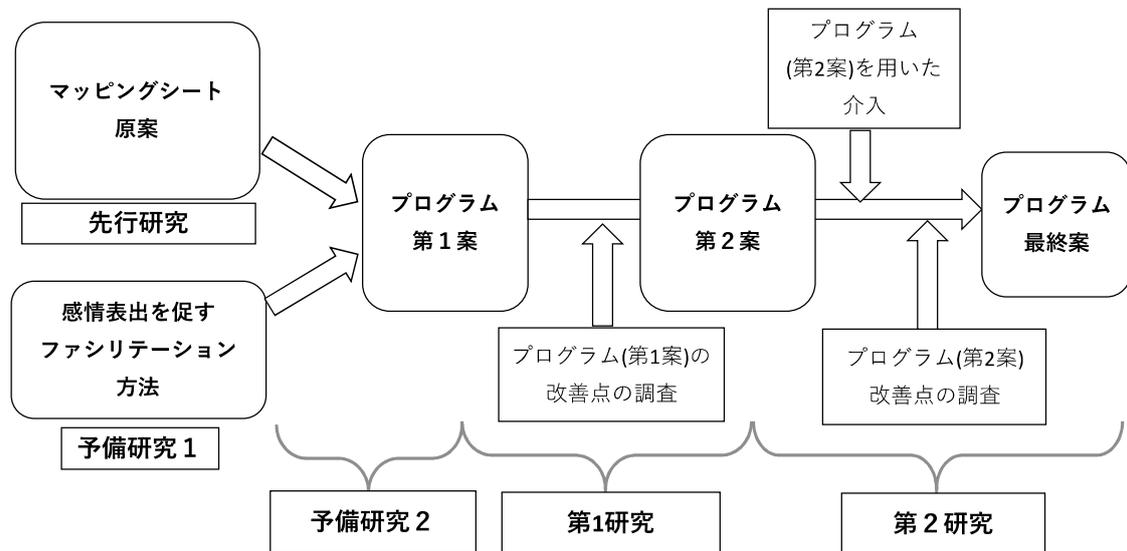 マッピングシート
原案
先行研究
感情表出を促す
ファシリテーション
方法
予備研究１
プログラム
第１案
プログラム(第1案)の
改善点の調査
プログラム
第２案
プログラム
(第2案)を用いた
介入
プログラム(第2案)
改善点の調査
プログラム
最終案
予備研究２
第1研究
第２研究